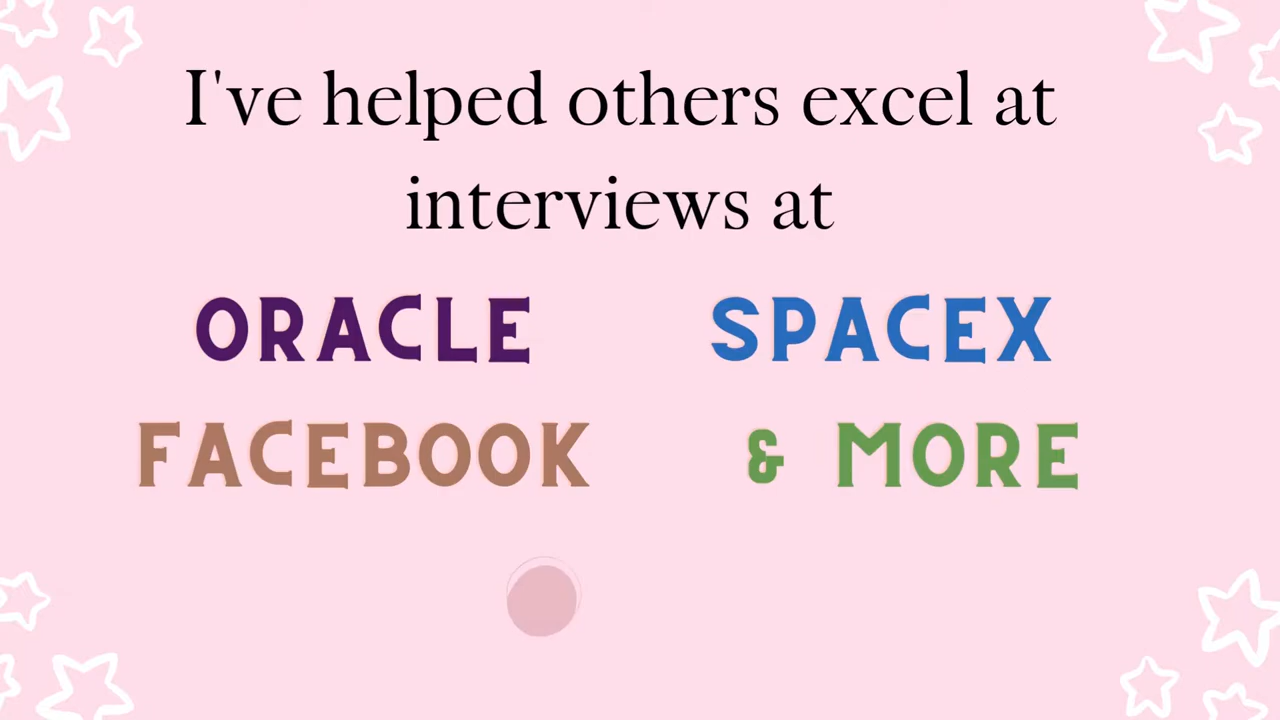 I've helped others excel at
interviews at
ORACLE SPACEX
FACEBOOK & MORE